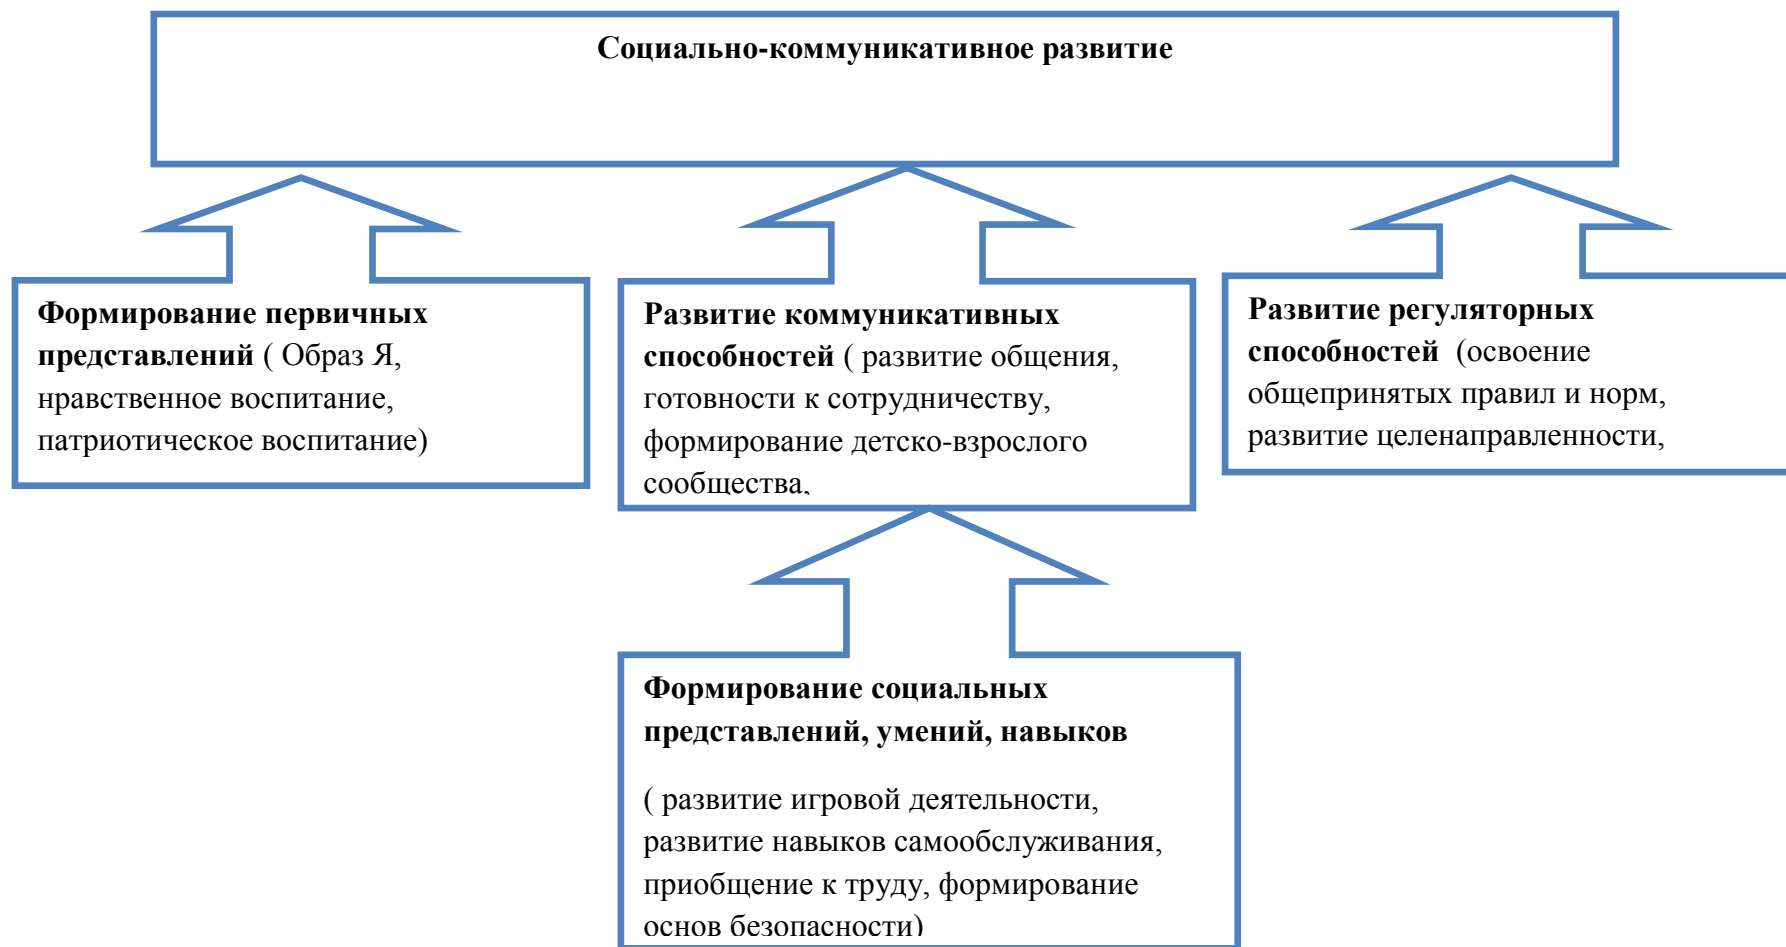 Социально-коммуникативное развитие
Формирование первичных
представлений ( Образ Я,
нравственное воспитание,
патриотическое воспитание)
Развитие коммуникативных
способностей ( развитие общения,
готовности к сотрудничеству,
формирование детско-взрослого
сообщества,
Развитие регуляторных
способностей (освоение
общепринятых правил и норм,
развитие целенаправленности,
Формирование социальных
представлений, умений, навыков
( развитие игровой деятельности,
развитие навыков самообслуживания,
приобщение к труду, формирование
основ безопасности)